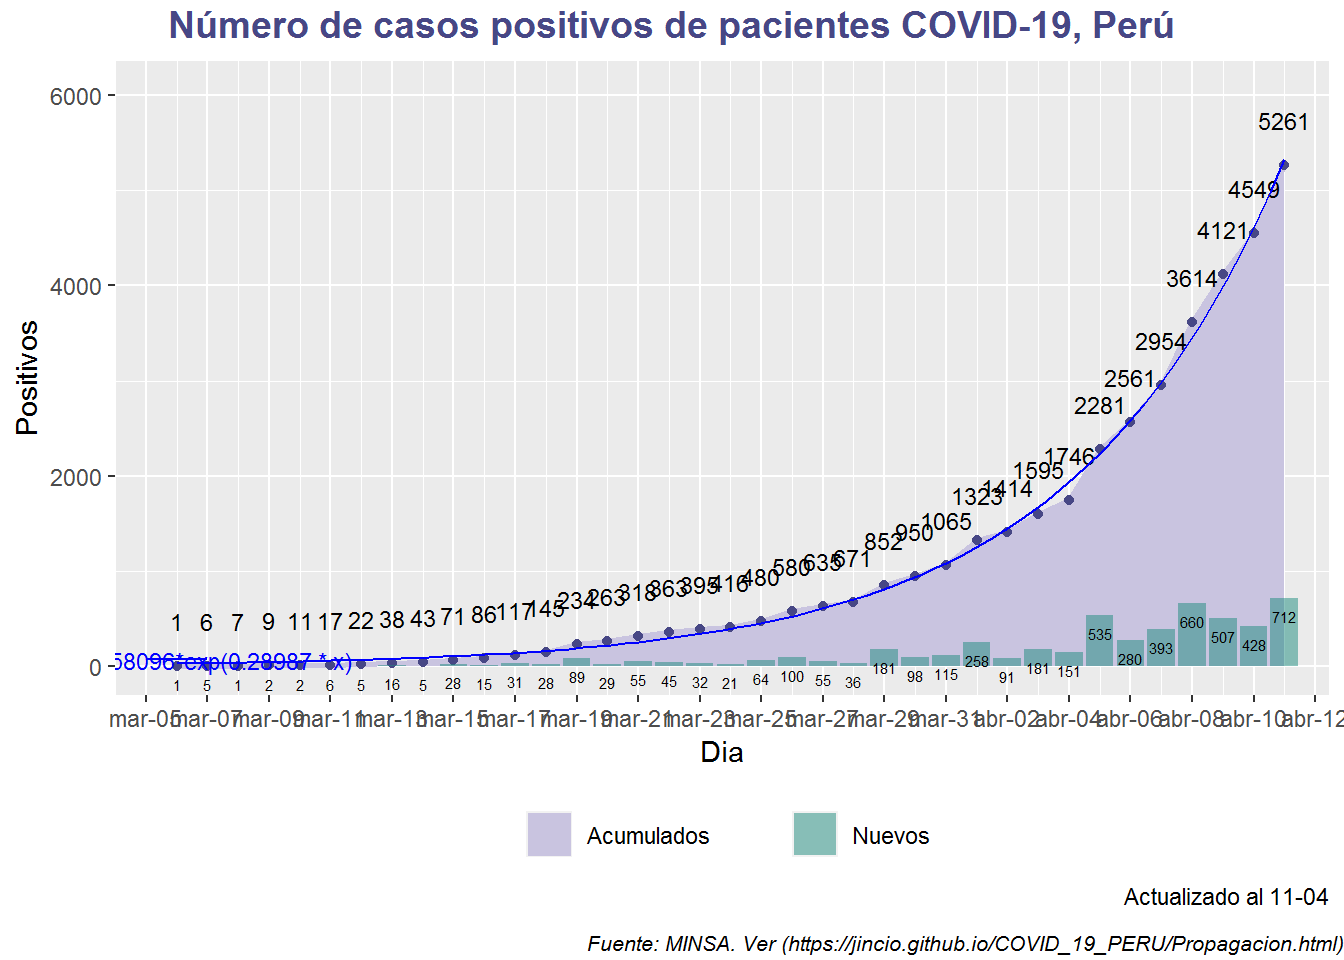 Número de casos positivos de pacientes COVID-19, Perú
6000
4000
2000
0
Positivos
1 6 7 9 11 17 22 38 43 71 86 117 145 234 263 318 363 395 416 480 580 635 671 852 950 1065 1323 1414 1595 1746 2281 2561 2954 3614 4121 4549 5261
58096*exp(0.28987 * x)
1 5 1 2 2 6 5 16 5 28 15 31 28 89 29 55 45 32 21 64 100 55 36 181 98 115 258 91 181 151 535 280 393 660 507 428 712
mar-05 mar-07 mar-09 mar-11 mar-13 mar-15 mar-17 mar-19 mar-21 mar-23 mar-25 mar-27 mar-29 mar-31 abr-02 abr-04 abr-06 abr-08 abr-10 abr-12
Dia
Acumulados Nuevos
Actualizado al 11-04
Fuente: MINSA. Ver (https://jincio.github.io/COVID_19_PERU/Propagacion.html)